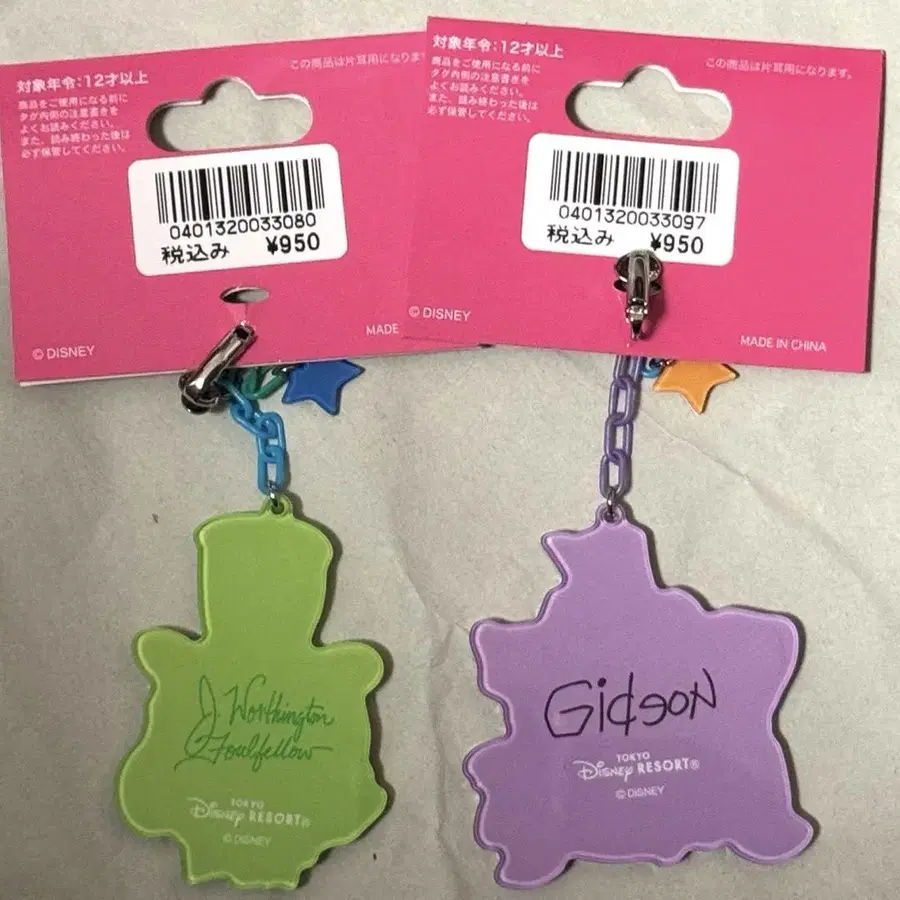 対象年令：12才以上
商品をご使用になる前に
タグ内側の注意書きを
よくお読みください。
また、読み終わった後は
必ず保管してください。
この商品は片耳用になります
0401320033080
税込み ¥950
© DISNEY
MADE
対象年令：12才以上
商品をご使用になる前に
タグ内側の注意書きを
よくお読みください。
また、読み終わった後は
必ず保管してください。
この商品は片耳用になります。
0401320033097
税込み ¥950
© DISNEY
MADE IN CHINA
J. Worthington
Foulfellow
TOKYO
Disney RESORT®
© DISNEY
Gideon
TOKYO
Disney RESORT®
© DISNEY